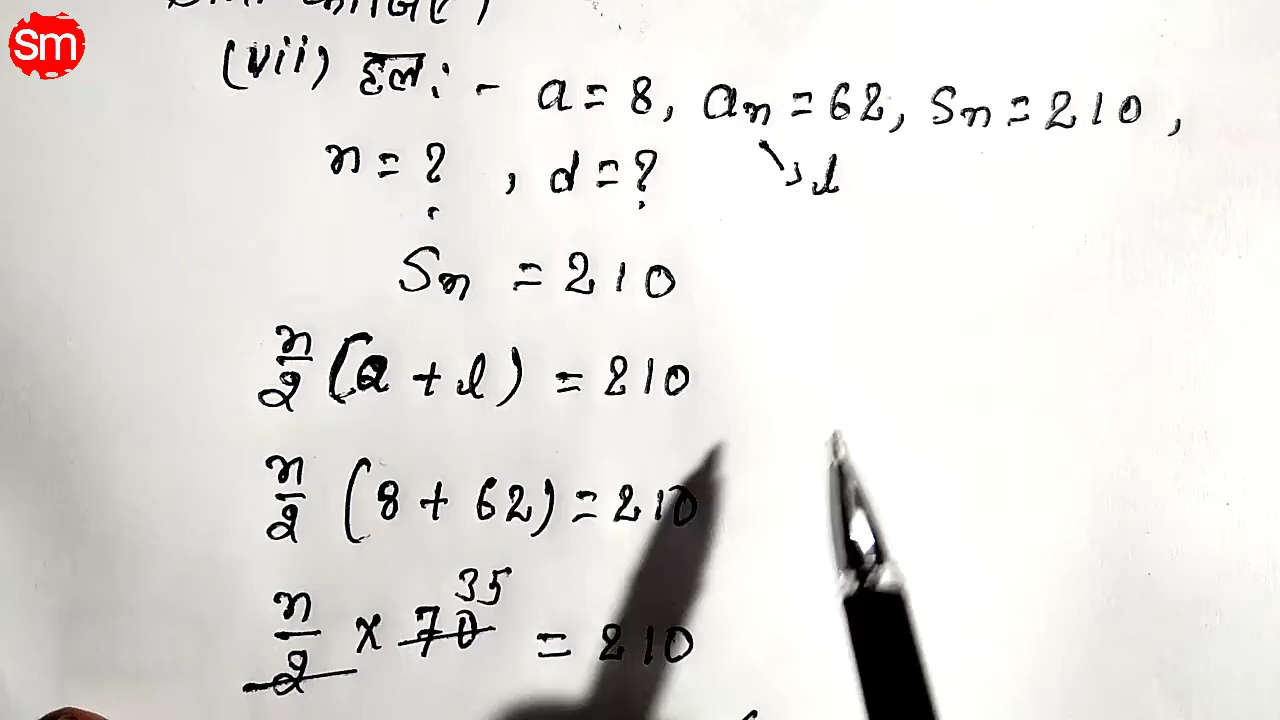 sm
(vii) हल: - a = 8, an = 62, Sn = 210,
n = ? , d = ? ↘ l
Sn = 210
n/2 (a + l) = 210
n/2 (8 + 62) = 210
35
n/2 × 70 = 210